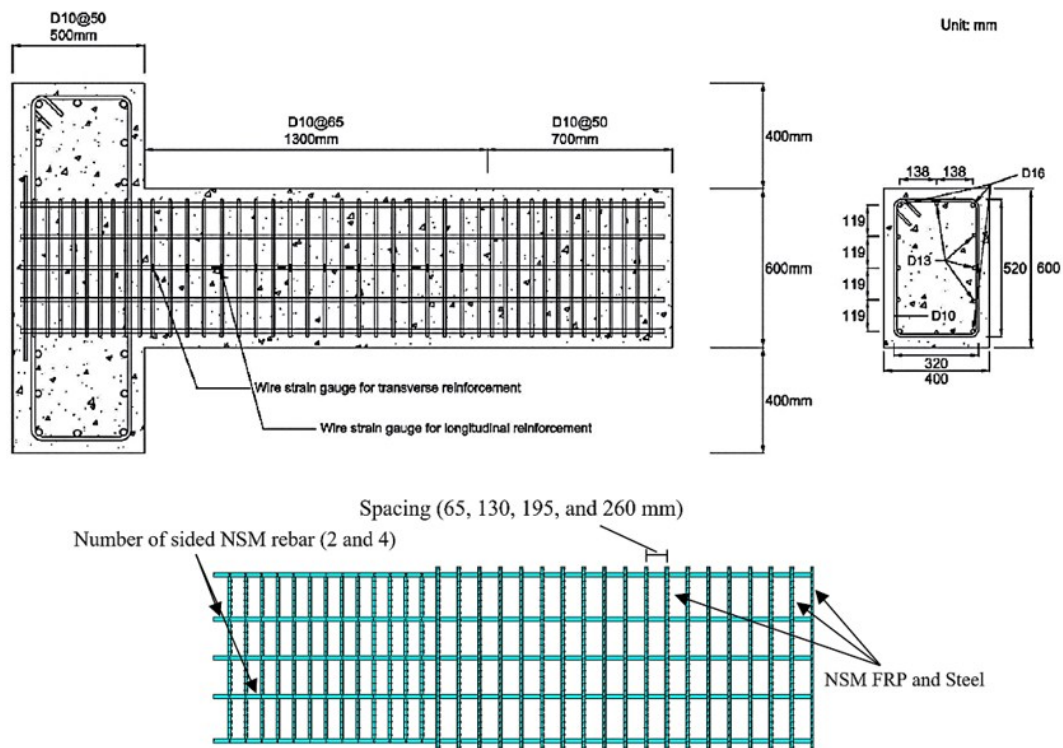 D10@50
500mm
Unit: mm
D10@65
1300mm
D10@50
700mm
400mm
138
138
D16
119
119
D13
119
119
D10
520
600
600mm
320
400
400mm
Wire strain gauge for transverse reinforcement
Wire strain gauge for longitudinal reinforcement
Spacing (65, 130, 195, and 260 mm)
Number of sided NSM rebar (2 and 4)
NSM FRP and Steel